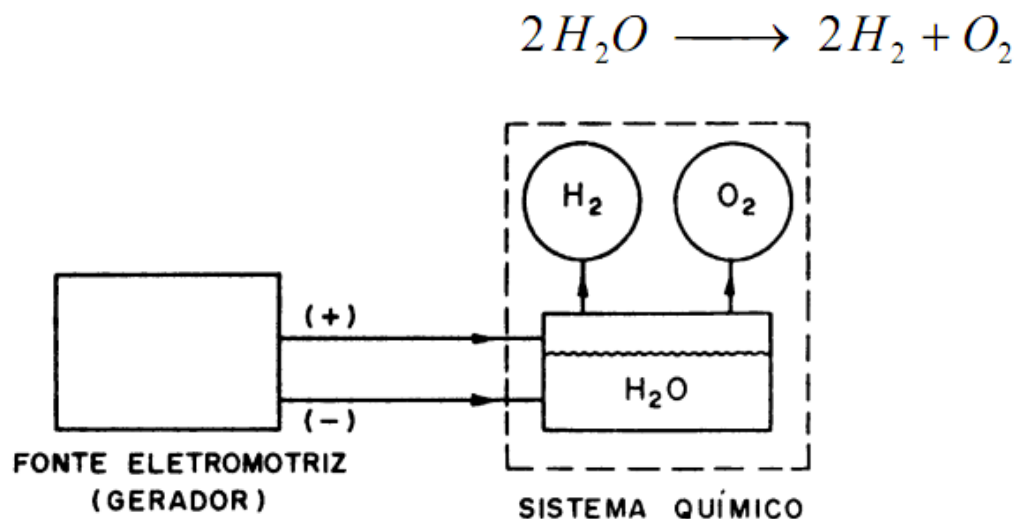 2H₂O ⟶ 2H₂ + O₂
H₂
O₂
(+)
H₂O
(-)
FONTE ELETROMOTRIZ
(GERADOR)
SISTEMA QUÍMICO